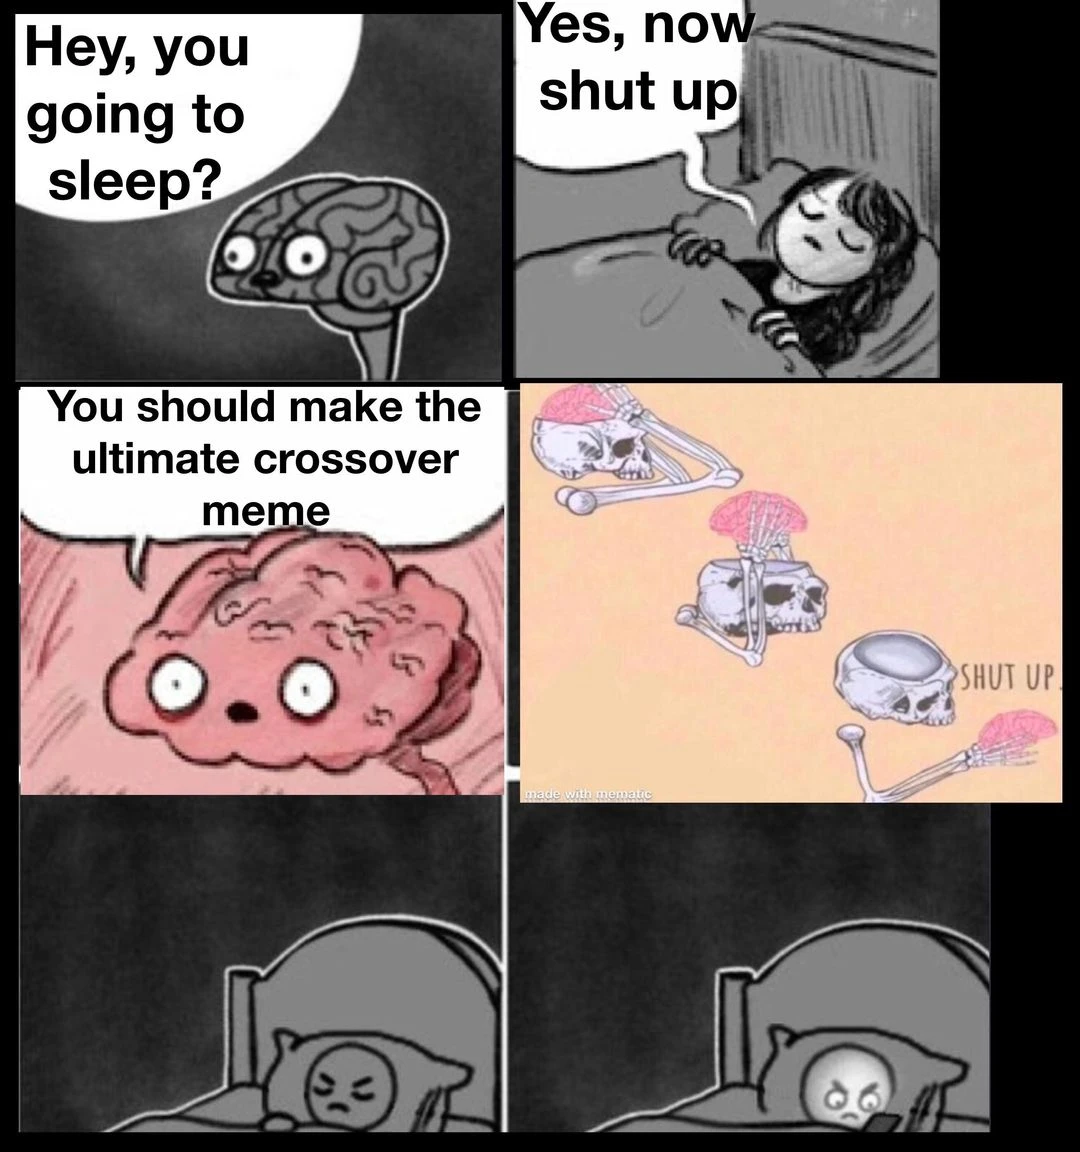 Hey, you
going to
sleep?
Yes, now
shut up
You should make the
ultimate crossover
meme
SHUT UP.
made with mematic